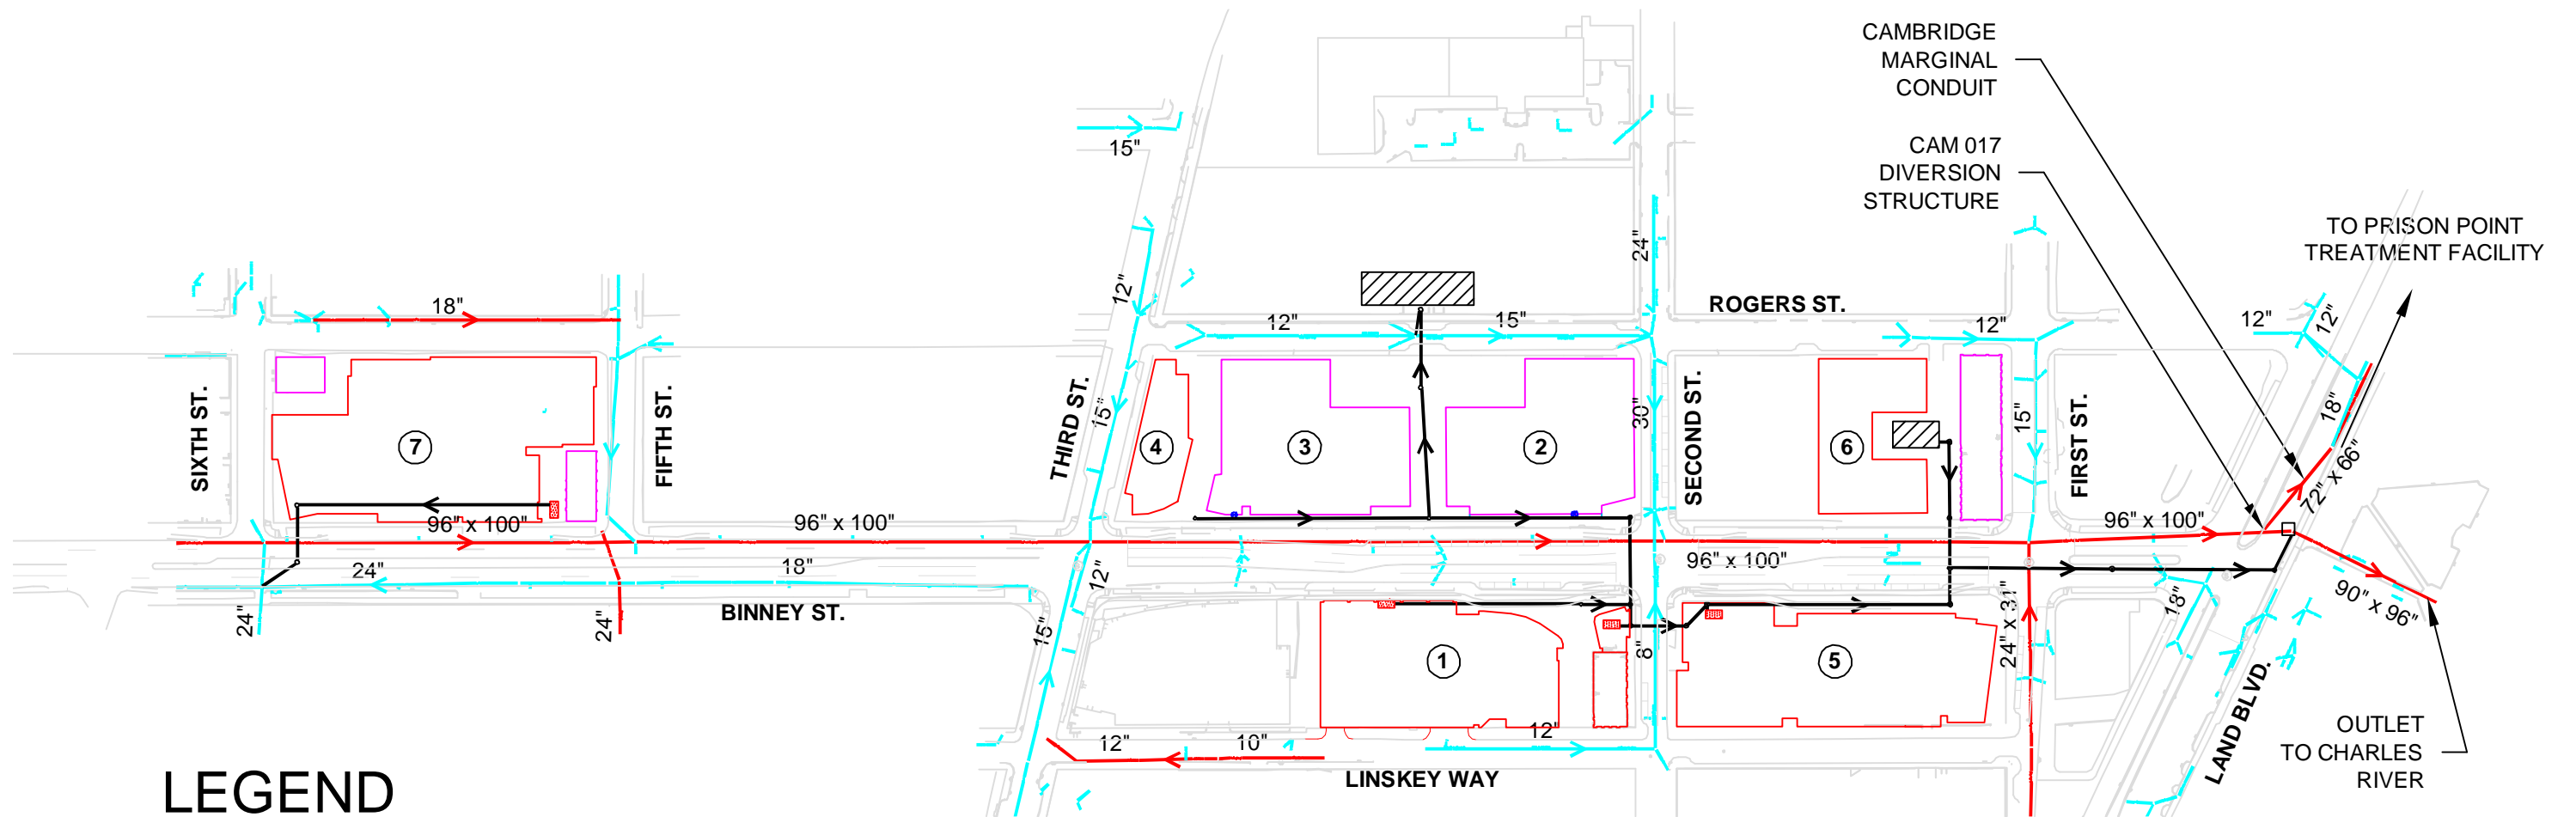 CAMBRIDGE
MARGINAL
CONDUIT
CAM 017
DIVERSION
STRUCTURE
TO PRISON POINT
TREATMENT FACILITY
15"
24"
12"
18"
12"
15"
ROGERS ST.
12"
12"
12"
SIXTH ST.
FIFTH ST.
THIRD ST.
15"
30"
SECOND ST.
15"
FIRST ST.
18"
72" x 66"
7
4
3
2
6
96" x 100"
96" x 100"
96" x 100"
96" x 100"
24"
18"
12"
24"
24"
BINNEY ST.
15"
8"
24" x 31"
18"
90" x 96"
1
5
LAND BLVD.
12"
10"
12"
LINSKEY WAY
OUTLET
TO CHARLES
RIVER
LEGEND